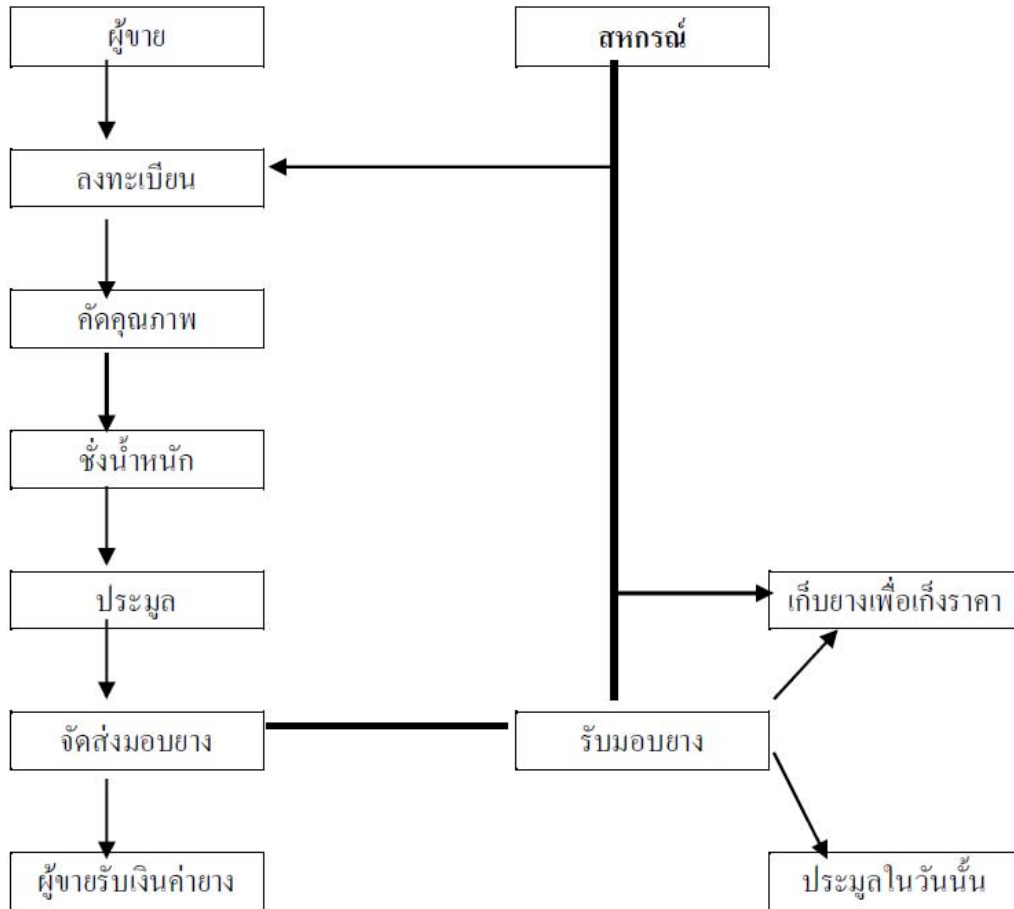 ผู้ขาย
สหกรณ์
ลงทะเบียน
คัดคุณภาพ
ชั่งน้ำหนัก
ประมูล
เก็บยางเพื่อเก็งราคา
จัดส่งมอบยาง
รับมอบยาง
ผู้ขายรับเงินค่ายาง
ประมูลในวันนั้น